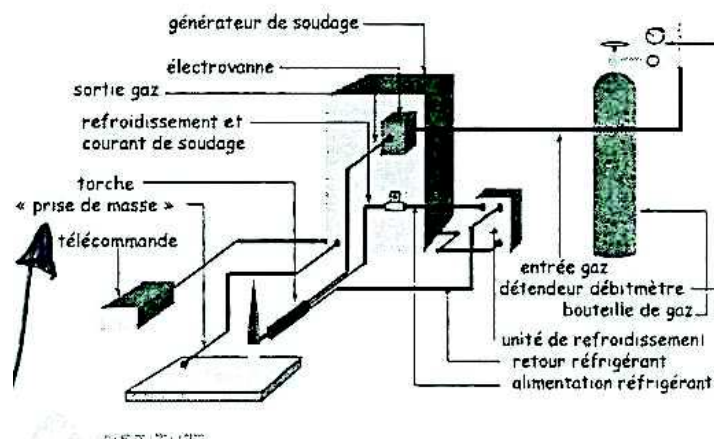 générateur de soudage
électrovanne
sortie gaz
refroidissement et
courant de soudage
torche
« prise de masse »
télécommande
entrée gaz
détendeur débitmètre
bouteille de gaz
unité de refroidissement
retour réfrigérant
alimentation réfrigérant